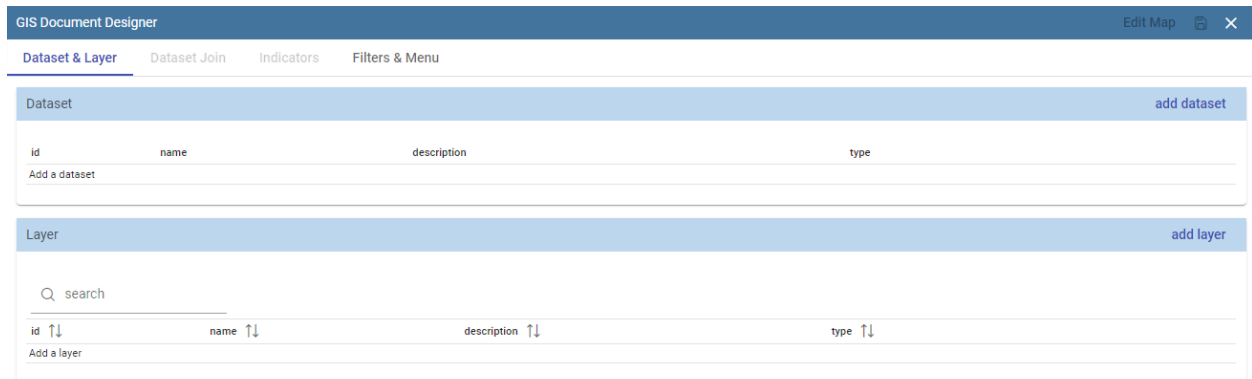 GIS Document Designer Edit Map
Dataset & Layer Dataset Join Indicators Filters & Menu
Dataset add dataset
id name description type
Add a dataset
Layer add layer
search
id name description type
Add a layer